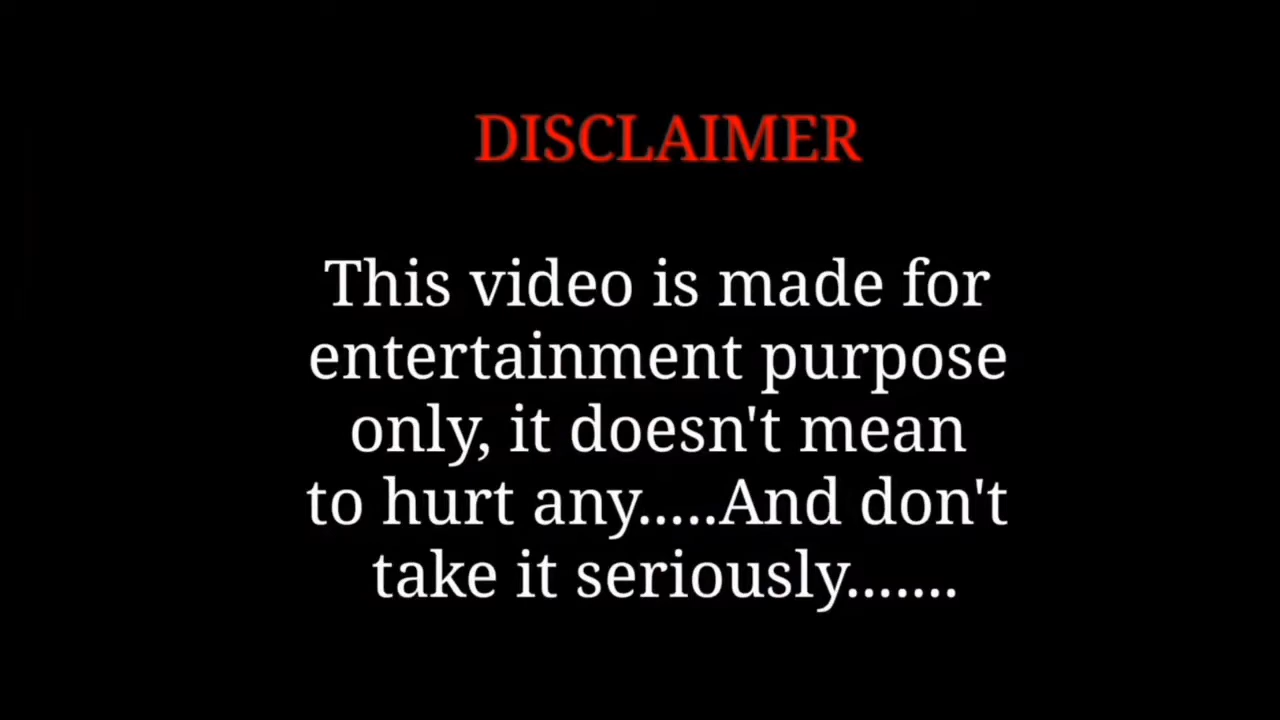 DISCLAIMER
This video is made for
entertainment purpose
only, it doesn't mean
to hurt any.....And don't
take it seriously.......